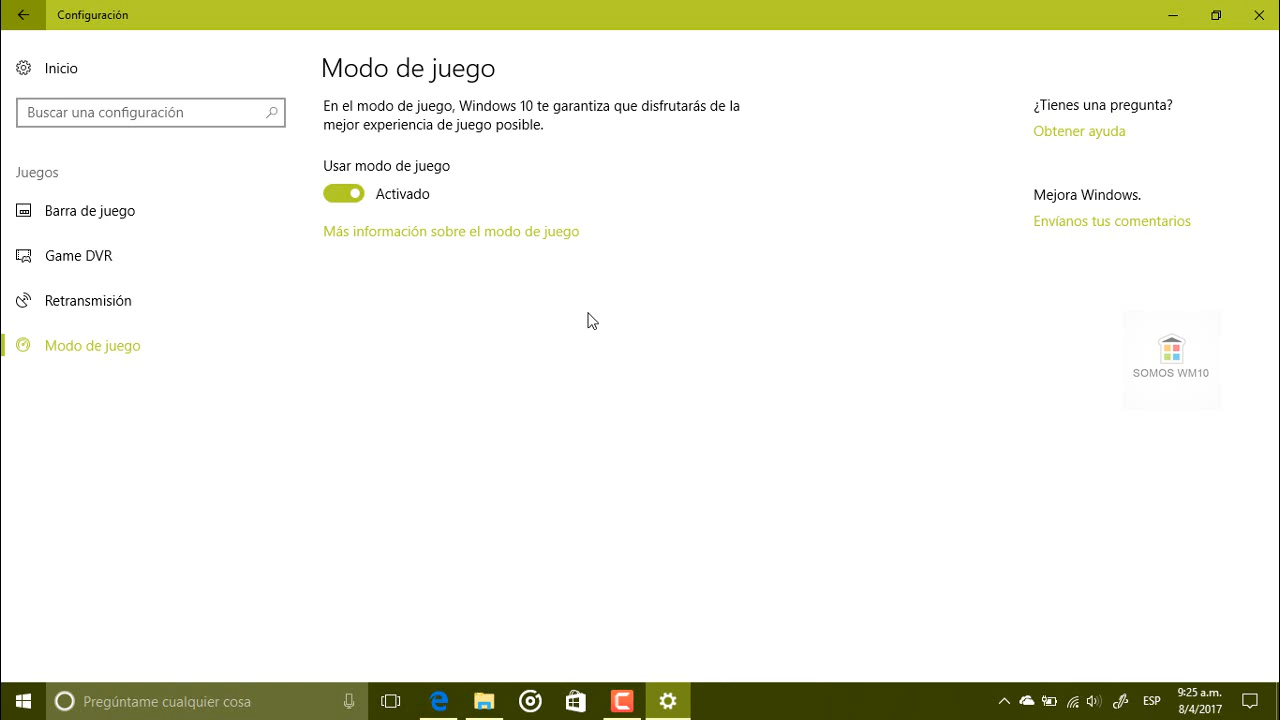 Configuración
Inicio
Buscar una configuración
Juegos
Barra de juego
Game DVR
Retransmisión
Modo de juego
Modo de juego
En el modo de juego, Windows 10 te garantiza que disfrutarás de la
mejor experiencia de juego posible.
Usar modo de juego
Activado
Más información sobre el modo de juego
¿Tienes una pregunta?
Obtener ayuda
Mejora Windows.
Envíanos tus comentarios
SOMOS WM10
Pregúntame cualquier cosa
ESP
9:25 a.m.
8/4/2017